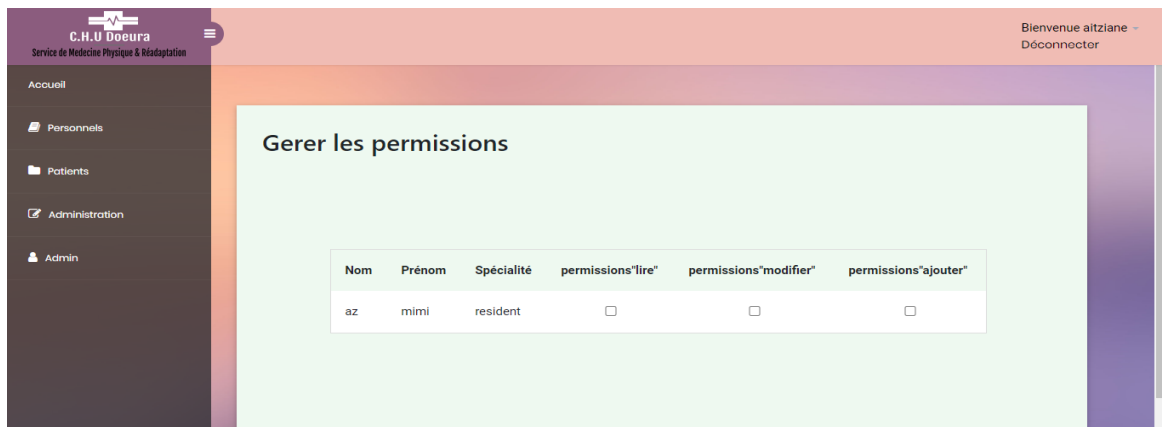 C.H.U Doeura
Service de Medecine Physique & Réadaptation
Bienvenue aitziane
Déconnecter
Accueil
Personnels
Patients
Administration
Admin
Gerer les permissions
Nom Prénom Spécialité permissions"lire" permissions"modifier" permissions"ajouter"
az mimi resident